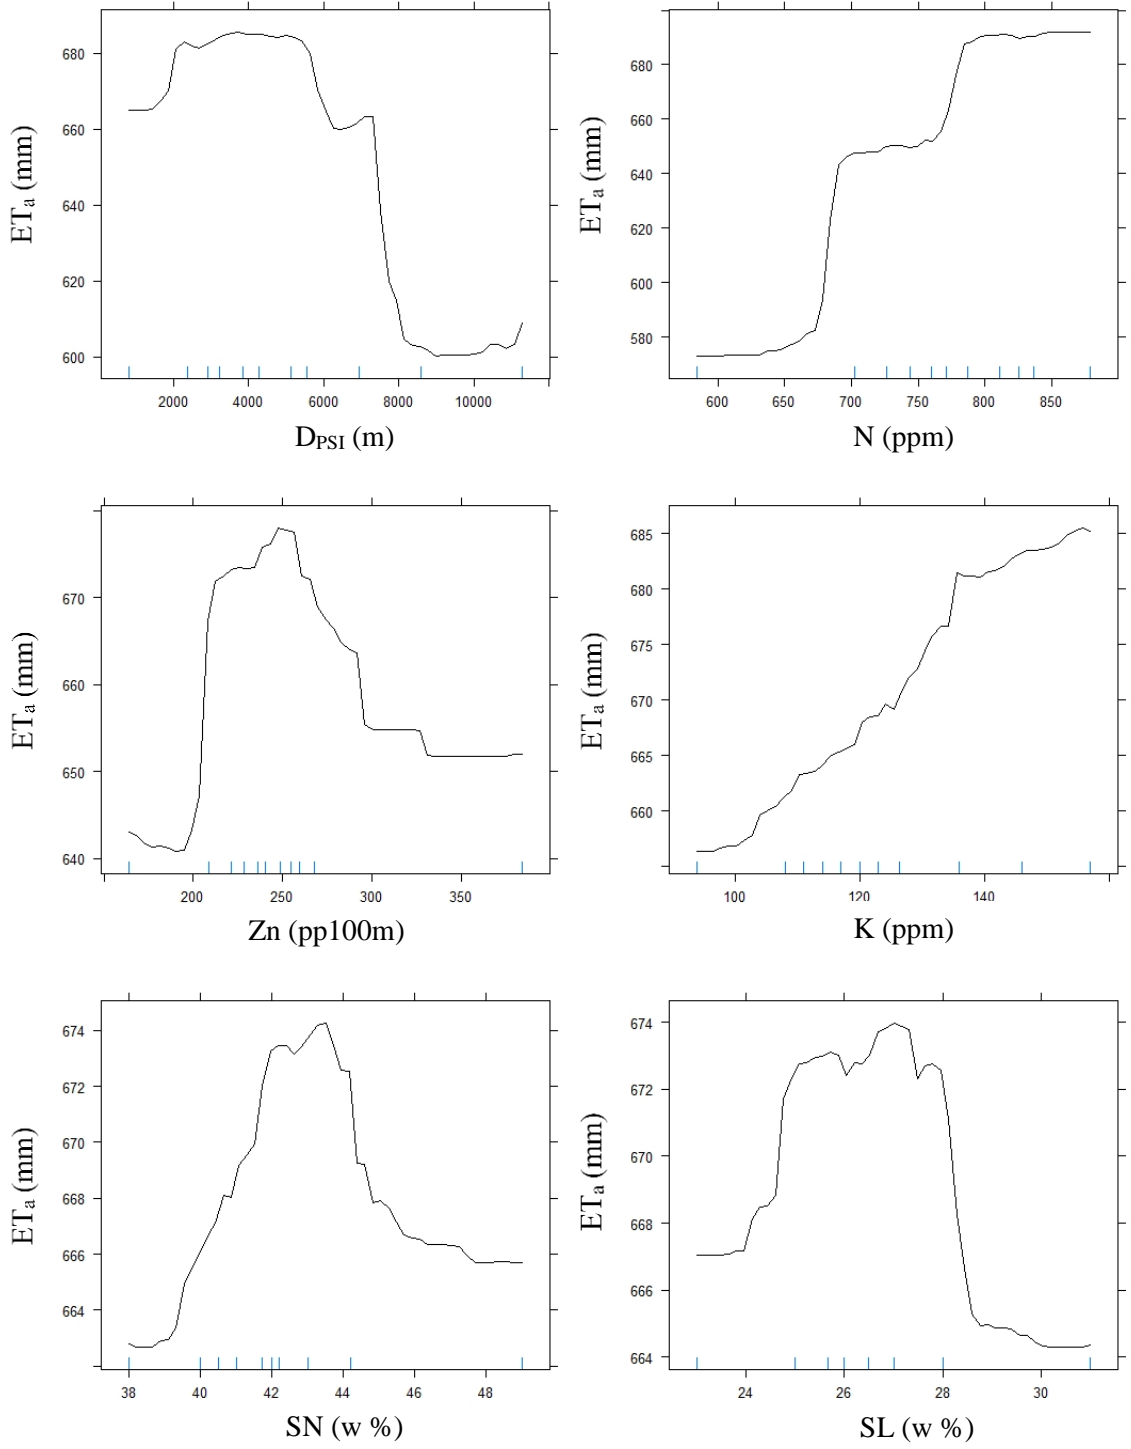 680
660
640
620
600
ETa (mm)
2000 4000 6000 8000 10000
DPSI (m)
680
660
640
620
600
580
ETa (mm)
600 650 700 750 800 850
N (ppm)
670
660
650
640
ETa (mm)
200 250 300 350
Zn (pp100m)
685
680
675
670
665
660
ETa (mm)
100 120 140
K (ppm)
674
672
670
668
666
664
ETa (mm)
38 40 42 44 46 48
SN (w %)
674
672
670
668
666
664
ETa (mm)
24 26 28 30
SL (w %)